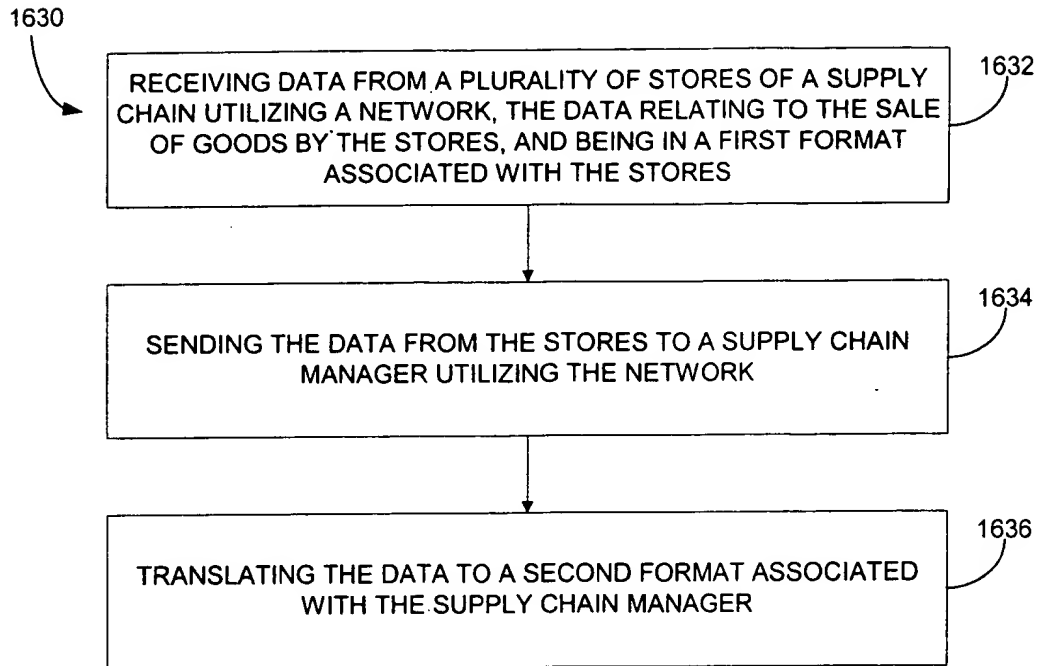 1630
RECEIVING DATA FROM A PLURALITY OF STORES OF A SUPPLY
CHAIN UTILIZING A NETWORK, THE DATA RELATING TO THE SALE
OF GOODS BY THE STORES, AND BEING IN A FIRST FORMAT
ASSOCIATED WITH THE STORES
1632
SENDING THE DATA FROM THE STORES TO A SUPPLY CHAIN
MANAGER UTILIZING THE NETWORK
1634
TRANSLATING THE DATA TO A SECOND FORMAT ASSOCIATED
WITH THE SUPPLY CHAIN MANAGER
1636